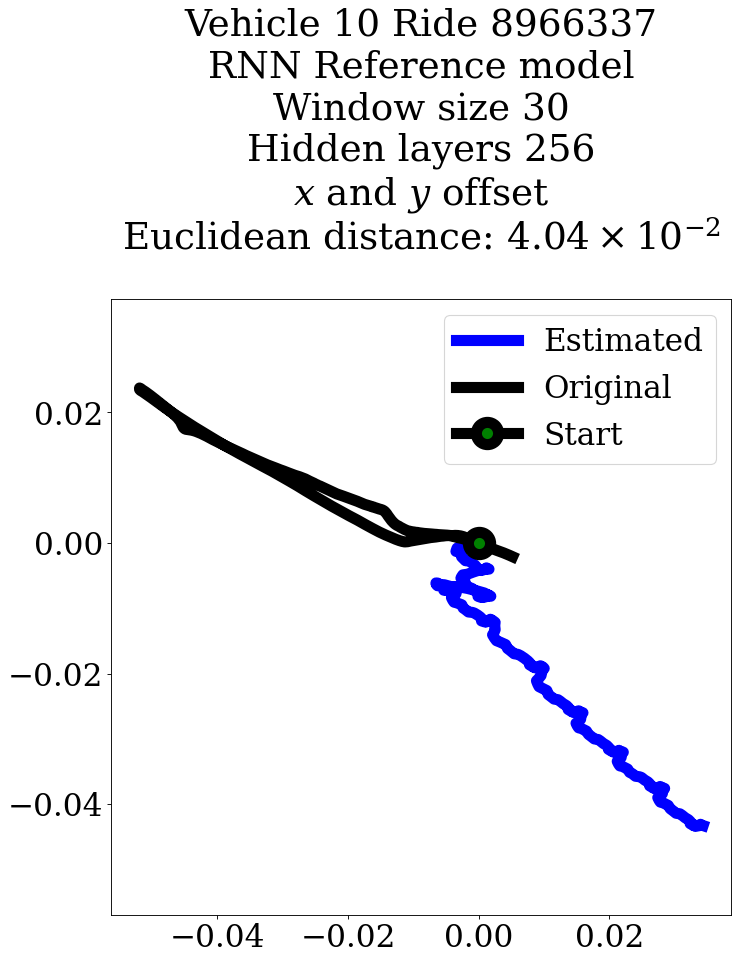 Vehicle 10 Ride 8966337
RNN Reference model
Window size 30
Hidden layers 256
x and y offset
Euclidean distance: 4.04 × 10⁻²
Estimated
Original
Start
0.02
0.00
−0.02
−0.04
−0.04 −0.02 0.00 0.02